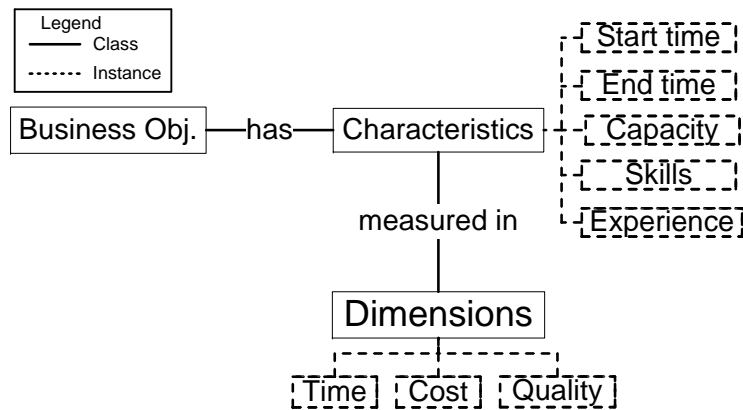 Legend
Class
Instance
Start time
End time
Business Obj.
has
Characteristics
Capacity
Skills
Experience
measured in
Dimensions
Time
Cost
Quality